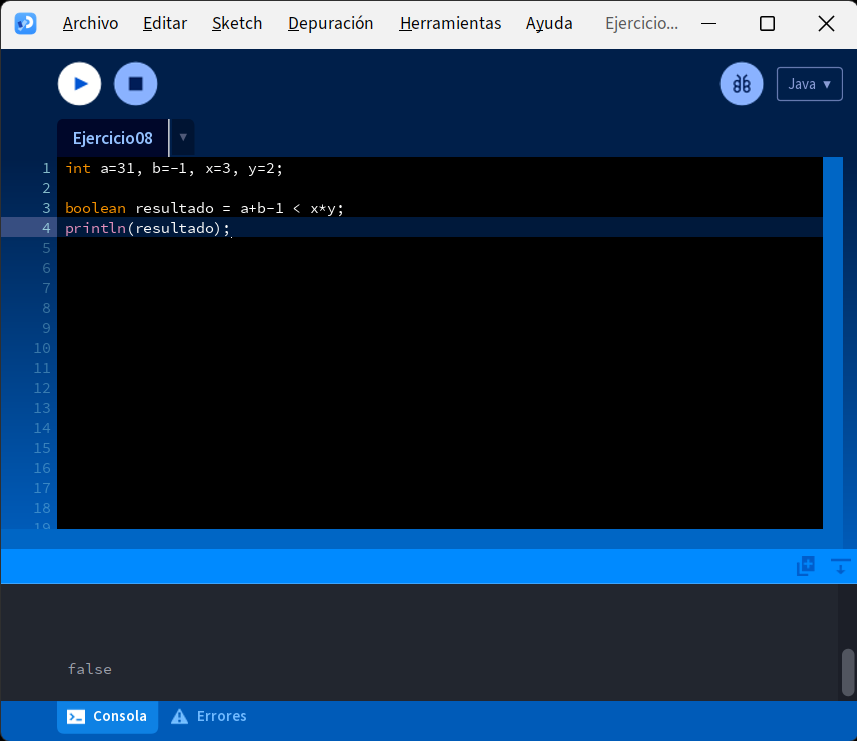 Archivo Editar Sketch Depuración Herramientas Ayuda Ejercicio...
Java ▾
Ejercicio08 ▾
1 int a=31, b=-1, x=3, y=2;
2
3 boolean resultado = a+b-1 < x*y;
4 println(resultado);
5
6
7
8
9
10
11
12
13
14
15
16
17
18
19
false
Consola Errores